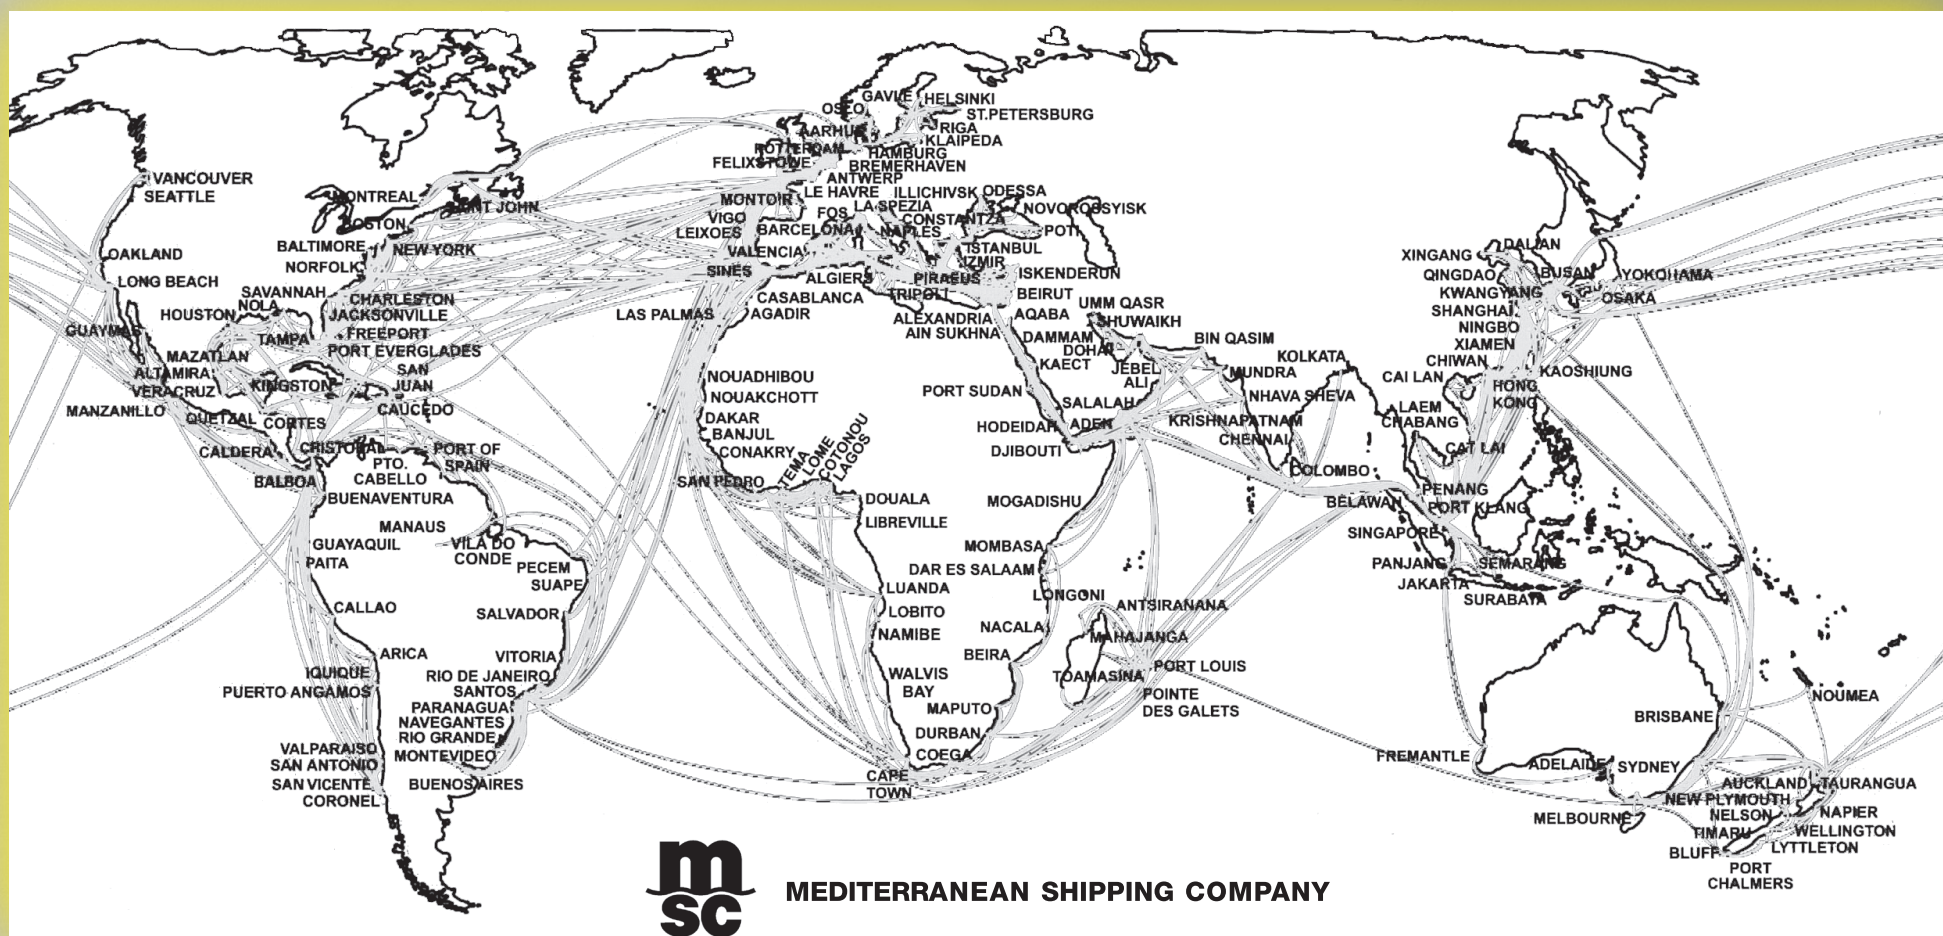 GAVLE
HELSINKI
OSLO
ST.PETERSBURG
AARHUS
RIGA
KLAIPEDA
ROTTERDAM
HAMBURG
FELIXSTOWE
BREMERHAVEN
ANTWERP
VANCOUVER
SEATTLE
MONTREAL
SAINT JOHN
LE HAVRE
ILLICHIVSK
ODESSA
MONTOIR
LA SPEZIA
NOVOROSSYISK
BOSTON
VIGO
FOS
CONSTANTZA
LEIXOES
BARCELONA
NAPLES
POTI
BALTIMORE
NEW YORK
VALENCIA
ISTANBUL
OAKLAND
NORFOLK
SINES
IZMIR
XINGANG
DALIAN
LONG BEACH
ALGIERS
PIRAEUS
ISKENDERUN
QINGDAO
BUSAN
YOKOHAMA
SAVANNAH
CHARLESTON
CASABLANCA
TRIPOLI
BEIRUT
KWANGYANG
OSAKA
NOLA
HOUSTON
JACKSONVILLE
LAS PALMAS
AGADIR
ALEXANDRIA
AQABA
UMM QASR
SHUWAIKH
SHANGHAI
GUAYMAS
FREEPORT
AIN SUKHNA
DAMMAM
BIN QASIM
NINGBO
TAMPA
PORT EVERGLADES
DOHA
XIAMEN
MAZATLAN
KAECT
KOLKATA
CHIWAN
ALTAMIRA
SAN
JUAN
NOUADHIBOU
JEBEL
ALI
MUNDRA
CAI LAN
KAOSHIUNG
VERACRUZ
KINGSTON
NOUAKCHOTT
PORT SUDAN
NHAVA SHEVA
HONG
KONG
MANZANILLO
QUETZAL
CORTES
CAUCEDO
DAKAR
SALALAH
LAEM
CHABANG
BANJUL
HODEIDAH
ADEN
KRISHNAPATNAM
CALDERA
CRISTOBAL
PORT OF
SPAIN
CONAKRY
TEMA
LOME
COTONOU
LAGOS
DJIBOUTI
CHENNAI
CAT LAI
PTO.
CABELLO
BALBOA
SAN PEDRO
COLOMBO
BUENAVENTURA
DOUALA
MOGADISHU
BELAWAN
PENANG
PORT KLANG
MANAUS
LIBREVILLE
SINGAPORE
GUAYAQUIL
VILA DO
CONDE
MOMBASA
PAITA
PECEM
DAR ES SALAAM
PANJANG
SEMARANG
SUAPE
LUANDA
LONGONI
JAKARTA
SURABAYA
CALLAO
SALVADOR
LOBITO
ANTSIRANANA
NAMIBE
NACALA
MAHAJANGA
ARICA
VITORIA
BEIRA
PORT LOUIS
IQUIQUE
RIO DE JANEIRO
WALVIS
BAY
TOAMASINA
PUERTO ANGAMOS
SANTOS
POINTE
DES GALETS
NOUMEA
PARANAGUA
MAPUTO
BRISBANE
NAVEGANTES
DURBAN
RIO GRANDE
VALPARAISO
MONTEVIDEO
COEGA
FREMANTLE
SAN ANTONIO
ADELAIDE
SYDNEY
SAN VICENTE
BUENOS AIRES
CAPE
TOWN
AUCKLAND
TAURANGUA
CORONEL
NEW PLYMOUTH
NELSON
NAPIER
MELBOURNE
TIMARU
WELLINGTON
BLUFF
LYTTLETON
PORT
CHALMERS
msc
MEDITERRANEAN SHIPPING COMPANY